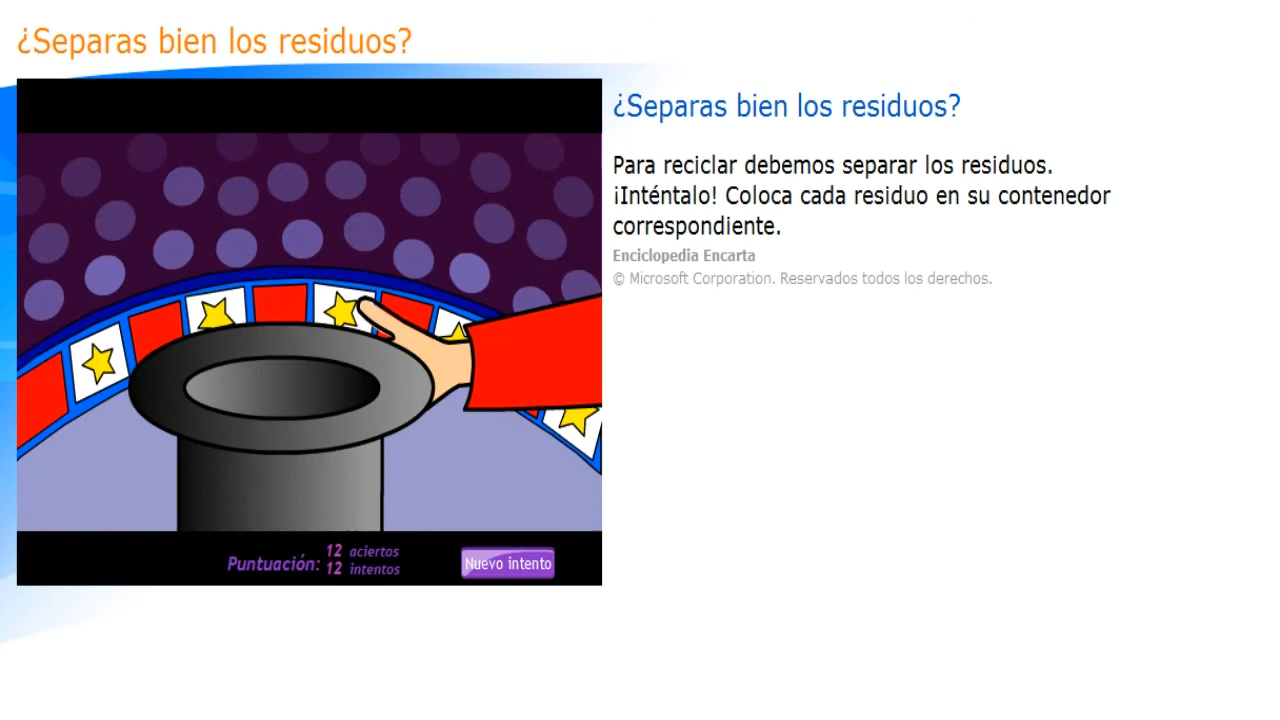 ¿Separas bien los residuos?
¿Separas bien los residuos?
Para reciclar debemos separar los residuos.
¡Inténtalo! Coloca cada residuo en su contenedor
correspondiente.
Enciclopedia Encarta
© Microsoft Corporation. Reservados todos los derechos.
Puntuación: 12 aciertos
12 intentos
Nuevo intento